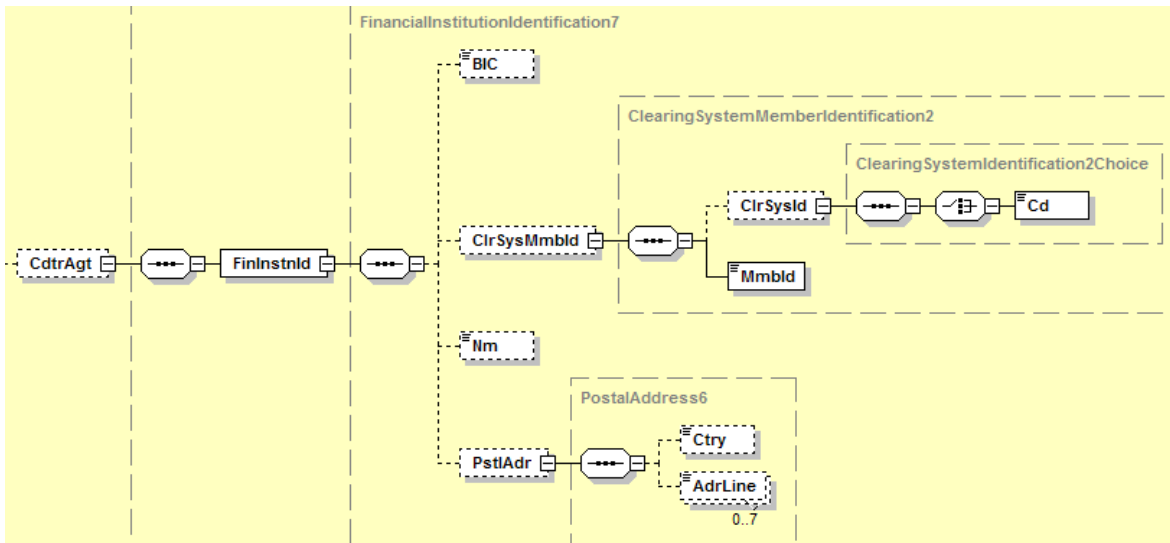 FinancialInstitutionIdentification7
BIC
ClearingSystemMemberIdentification2
ClearingSystemIdentification2Choice
ClrSysId
Cd
CdtrAgt
FinInstnId
ClrSysMmbId
MmbId
Nm
PostalAddress6
Ctry
PstlAdr
AdrLine
0..7